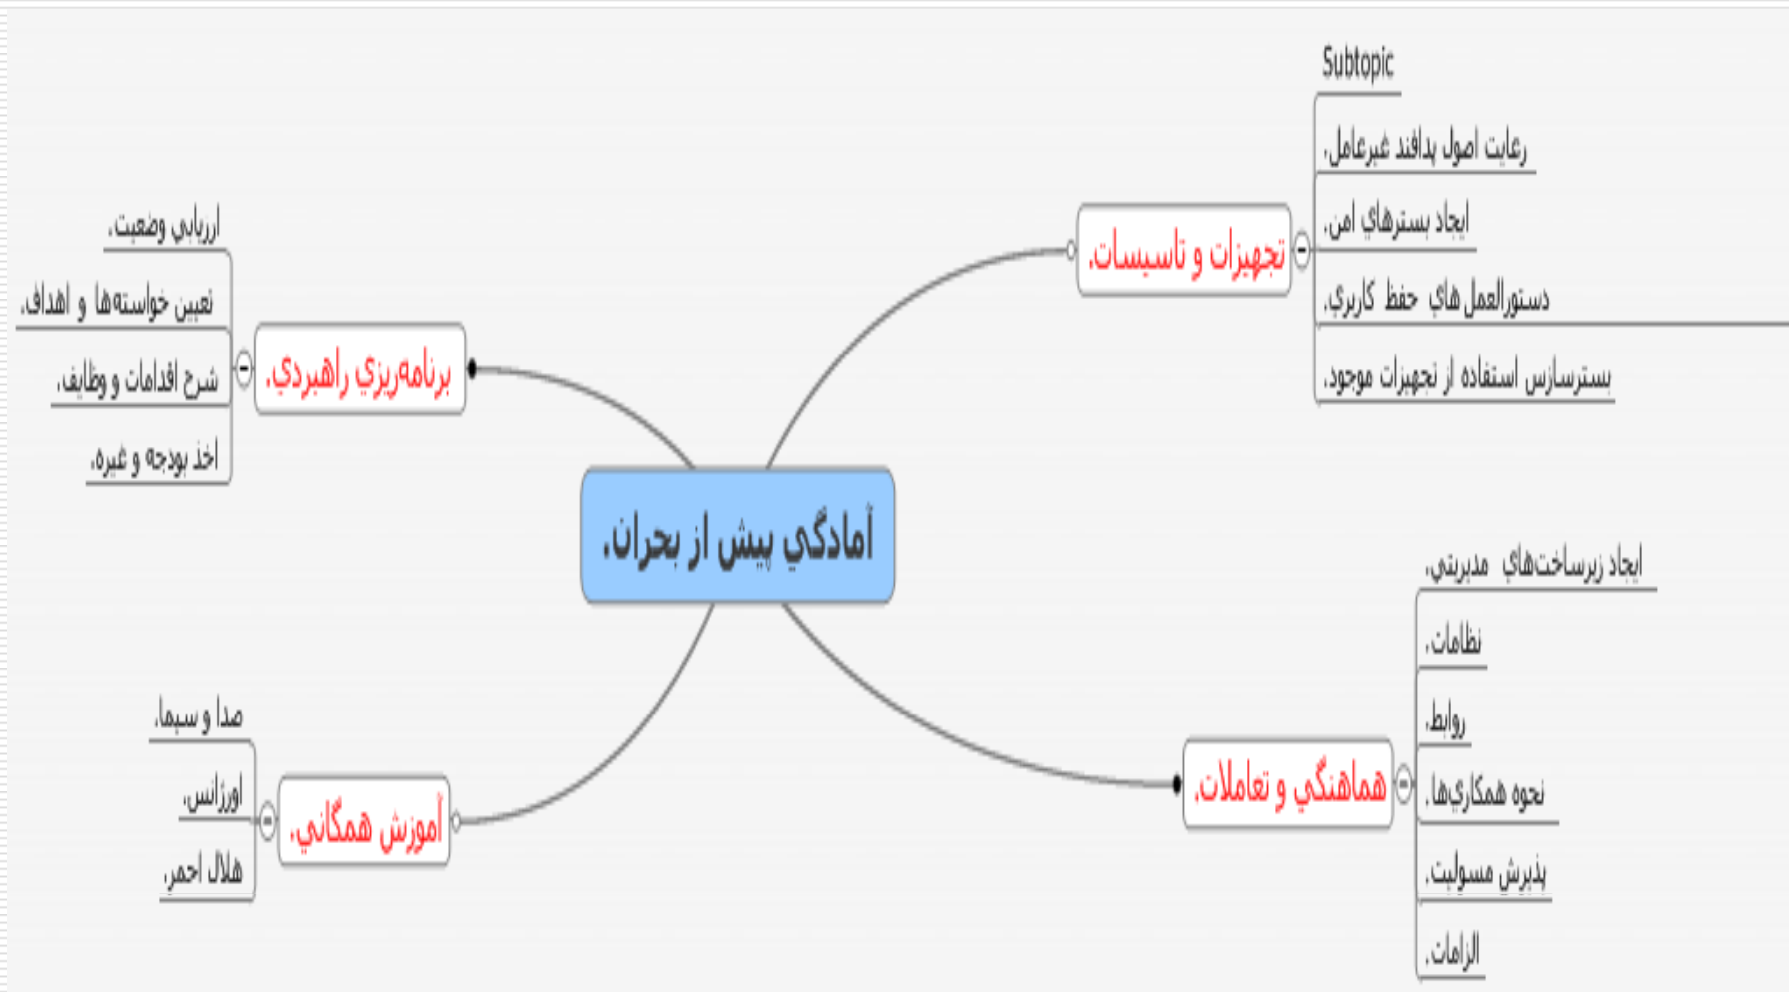 آمادگي پيش از بحران.
تجهيزات و تاسيسات.
Subtopic
رعايت اصول پدافند غيرعامل.
ايجاد بسترهاي امن.
دستورالعمل هاي حفظ كاربري.
بسترسازس استفاده از تجهيزات موجود.
هماهنگي و تعاملات.
ايجاد زيرساخت‌هاي مديريتي.
نظامات.
روابط.
نحوه همكاري‌ها.
پذيرش مسوليت.
الزامات.
برنامه‌ريزي راهبردي.
ارزيابي وضعيت.
تعيين خواسته‌ها و اهداف.
شرح اقدامات و وظايف.
اخذ بودجه و غيره.
آموزش همگاني.
صدا و سيما.
اورژانس.
هلال احمر.